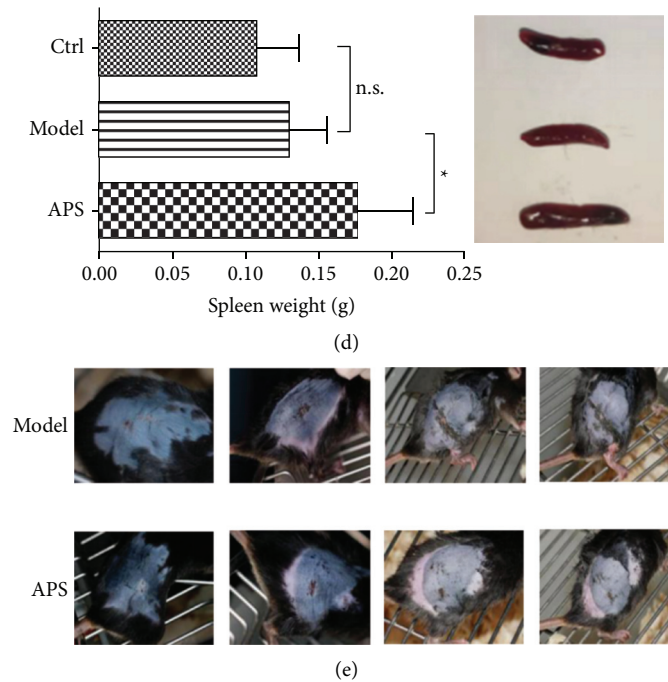 Ctrl
n.s.
Model
*
APS
0.00 0.05 0.10 0.15 0.20 0.25
Spleen weight (g)
(d)
Model
APS
(e)